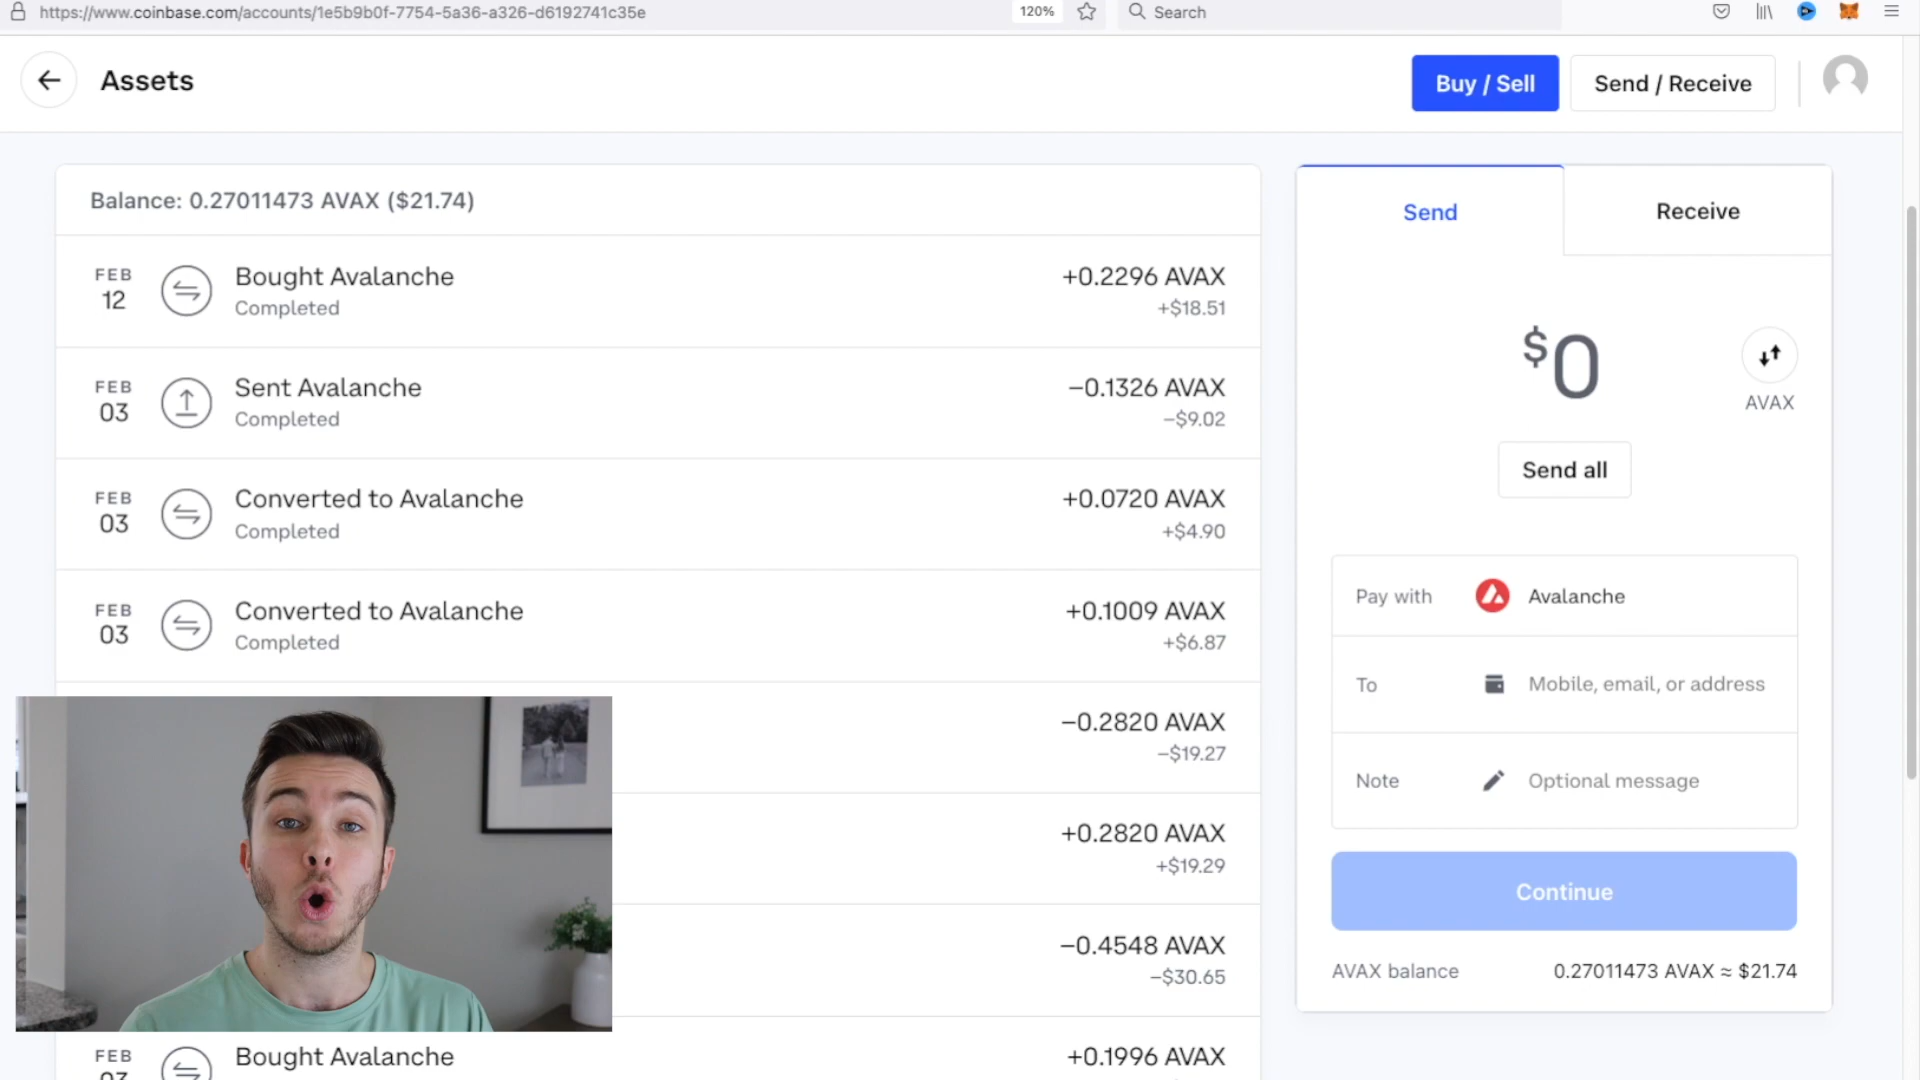 https://www.coinbase.com/accounts/1e5b9b0f-7754-5a36-a326-d6192741c35e
120%
Search
Assets
Buy / Sell
Send / Receive
Balance: 0.27011473 AVAX ($21.74)
FEB
12
Bought Avalanche
Completed
+0.2296 AVAX
+$18.51
FEB
03
Sent Avalanche
Completed
−0.1326 AVAX
−$9.02
FEB
03
Converted to Avalanche
Completed
+0.0720 AVAX
+$4.90
FEB
03
Converted to Avalanche
Completed
+0.1009 AVAX
+$6.87
−0.2820 AVAX
−$19.27
+0.2820 AVAX
+$19.29
−0.4548 AVAX
−$30.65
FEB
Bought Avalanche
+0.1996 AVAX
Send
Receive
$0
AVAX
Send all
Pay with
Avalanche
To
Mobile, email, or address
Note
Optional message
Continue
AVAX balance
0.27011473 AVAX ≈ $21.74